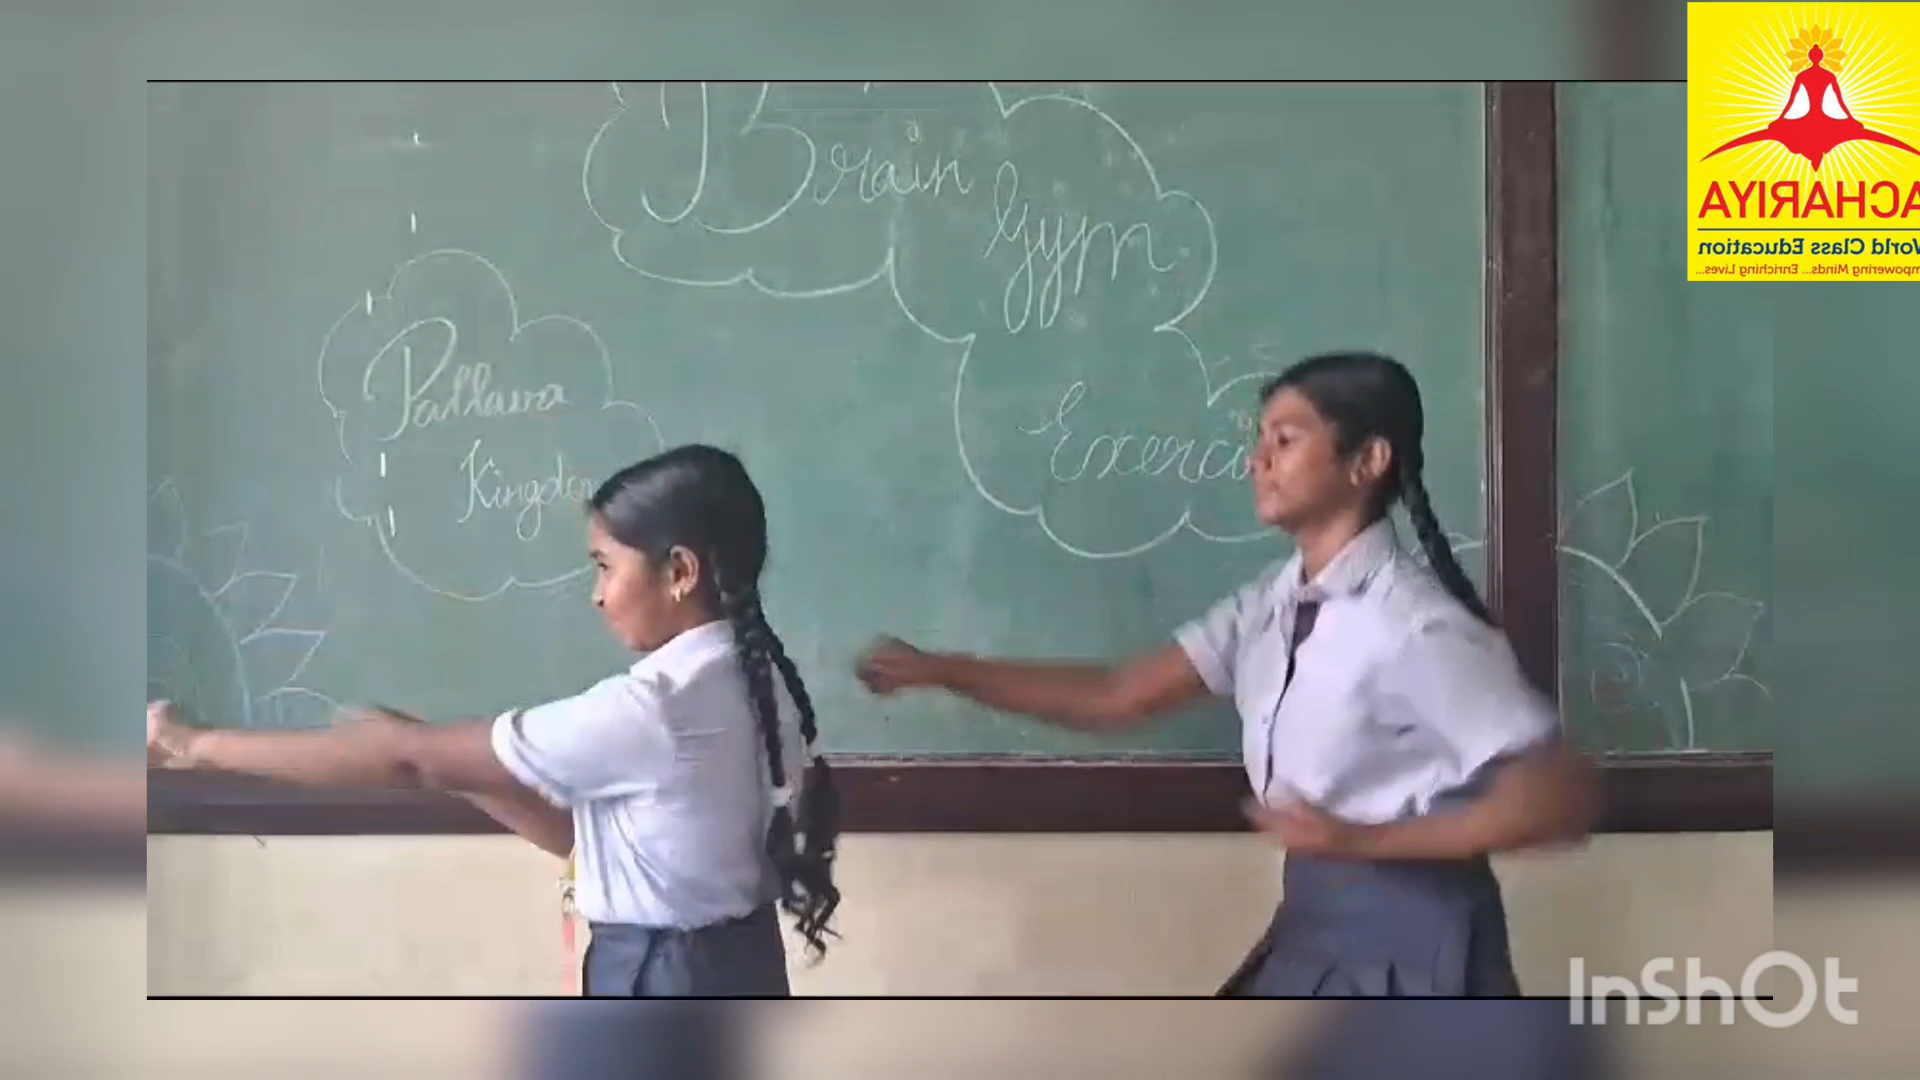 Brain
Gym
Exerci
Pallava
Kingdom
ACHARIYA
World Class Education
Empowering Minds... Enriching Lives...
InShOt